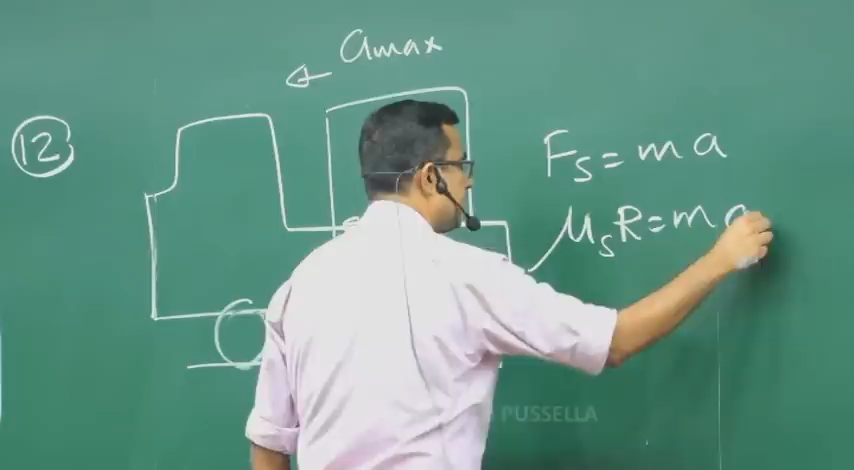 amax
12
Fs = ma
μsR = ma
PUSSELLA